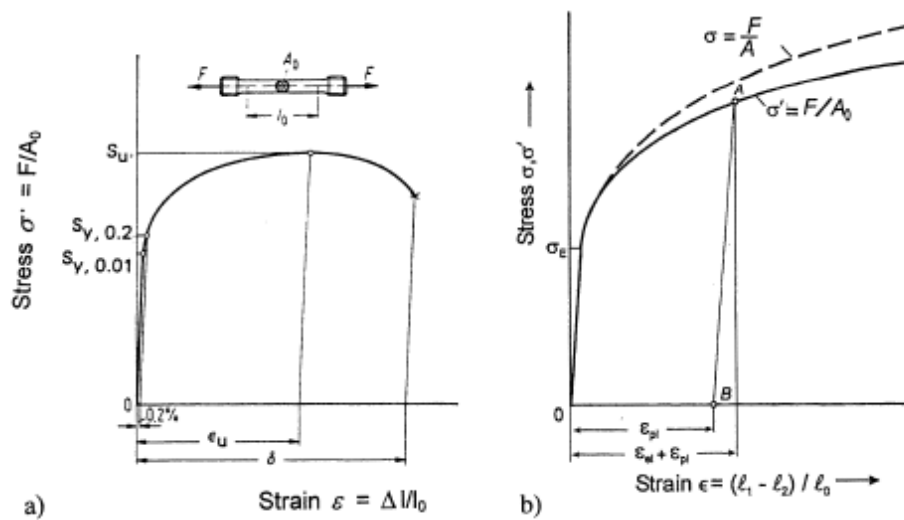 A₀
F
F
l₀
Sᵤ
Sy, 0.2
Sy, 0.01
Stress σ' = F/A₀
0
0.2%
ϵᵤ
δ
a)
Strain ε = Δl/l₀
σ = F/A
A
σ' = F/A₀
Stress σ,σ'
σE
B
0
εpl
εel + εpl
b)
Strain ϵ = (ℓ₁ - ℓ₂) / ℓ₀